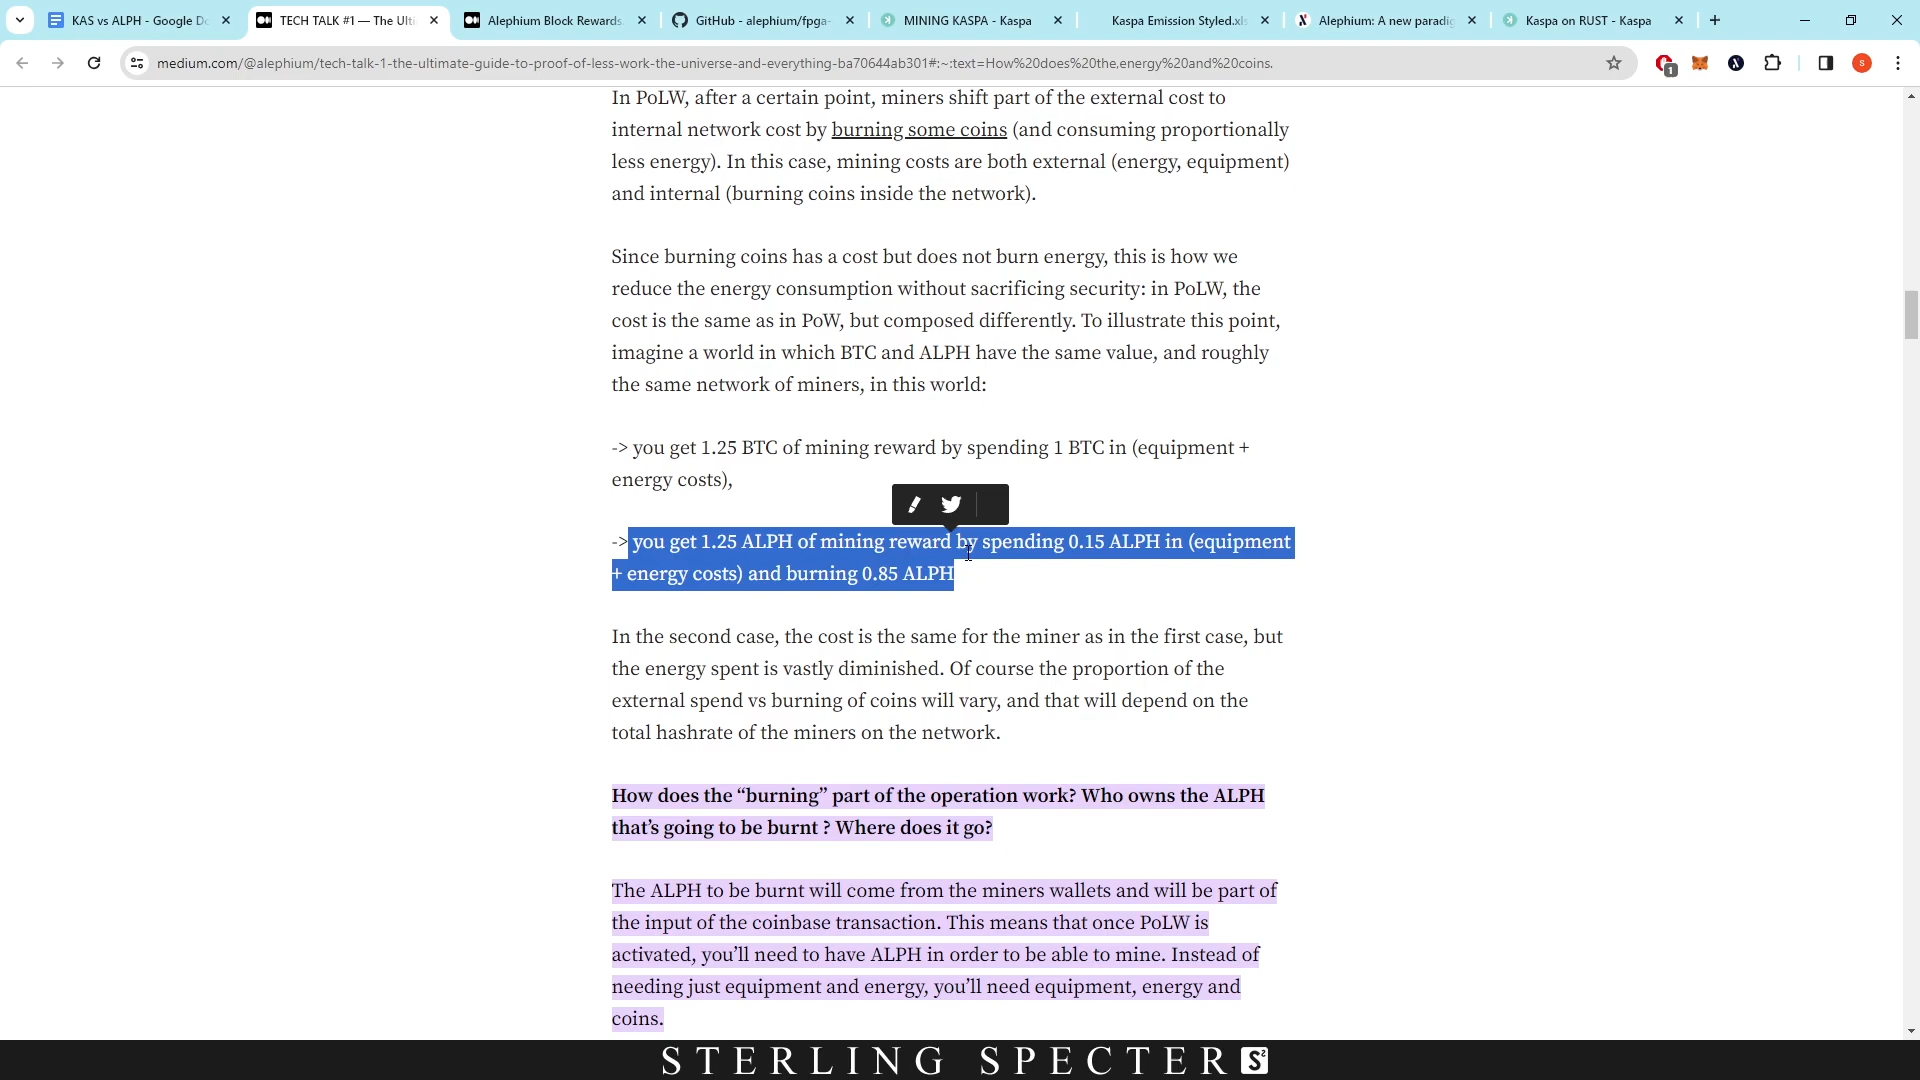 KAS vs ALPH - Google Do
TECH TALK #1 — The Ulti
Alephium Block Rewards
GitHub - alephium/fpga-
MINING KASPA - Kaspa
Kaspa Emission Styled.xls
Alephium: A new paradig
Kaspa on RUST - Kaspa
medium.com/@alephium/tech-talk-1-the-ultimate-guide-to-proof-of-less-work-the-universe-and-everything-ba70644ab301#:~:text=How%20does%20the,energy%20and%20coins.
1
S
In PoLW, after a certain point, miners shift part of the external cost to
internal network cost by burning some coins (and consuming proportionally
less energy). In this case, mining costs are both external (energy, equipment)
and internal (burning coins inside the network).
Since burning coins has a cost but does not burn energy, this is how we
reduce the energy consumption without sacrificing security: in PoLW, the
cost is the same as in PoW, but composed differently. To illustrate this point,
imagine a world in which BTC and ALPH have the same value, and roughly
the same network of miners, in this world:
-> you get 1.25 BTC of mining reward by spending 1 BTC in (equipment +
energy costs),
-> you get 1.25 ALPH of mining reward by spending 0.15 ALPH in (equipment
+ energy costs) and burning 0.85 ALPH
In the second case, the cost is the same for the miner as in the first case, but
the energy spent is vastly diminished. Of course the proportion of the
external spend vs burning of coins will vary, and that will depend on the
total hashrate of the miners on the network.
How does the “burning” part of the operation work? Who owns the ALPH
that’s going to be burnt ? Where does it go?
The ALPH to be burnt will come from the miners wallets and will be part of
the input of the coinbase transaction. This means that once PoLW is
activated, you’ll need to have ALPH in order to be able to mine. Instead of
needing just equipment and energy, you’ll need equipment, energy and
coins.
STERLING SPECTER S²